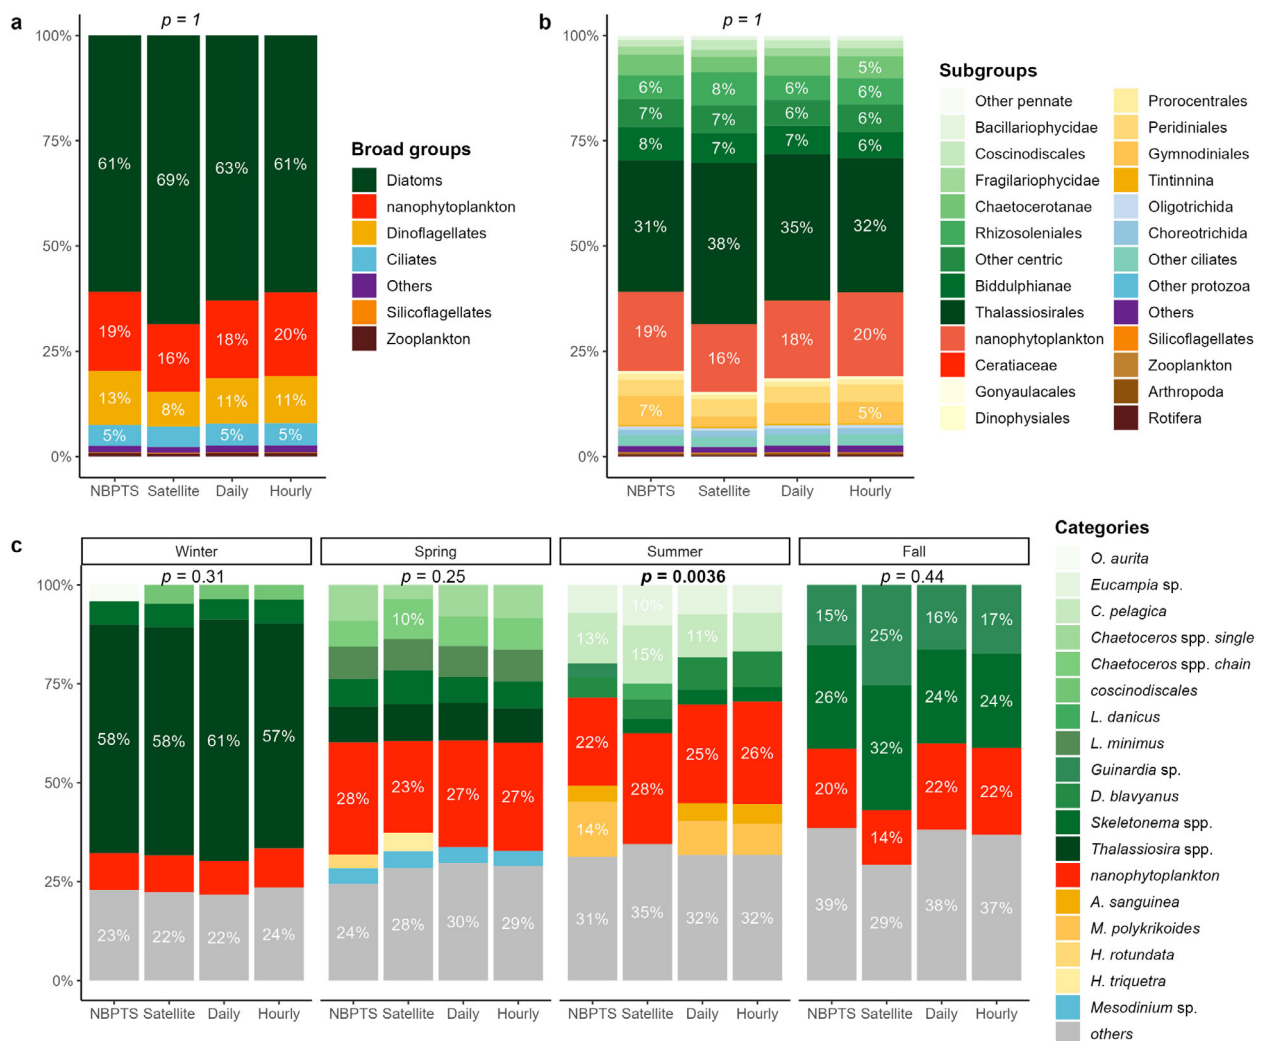 a
p = 1
100%
75%
50%
25%
0%
61%
69%
63%
61%
19%
16%
18%
20%
13%
8%
11%
11%
5%
5%
5%
NBPTS Satellite Daily Hourly
Broad groups
Diatoms
nanophytoplankton
Dinoflagellates
Ciliates
Others
Silicoflagellates
Zooplankton
b
p = 1
100%
75%
50%
25%
0%
5%
6%
8%
6%
6%
7%
7%
6%
6%
8%
7%
7%
6%
31%
38%
35%
32%
19%
16%
18%
20%
7%
5%
NBPTS Satellite Daily Hourly
Subgroups
Other pennate
Bacillariophycidae
Coscinodiscales
Fragilariophycidae
Chaetocerotanae
Rhizosoleniales
Other centric
Biddulphianae
Thalassiosirales
nanophytoplankton
Ceratiaceae
Gonyaulacales
Dinophysiales
Prorocentrales
Peridiniales
Gymnodiniales
Tintinnina
Oligotrichida
Choreotrichida
Other ciliates
Other protozoa
Others
Silicoflagellates
Zooplankton
Arthropoda
Rotifera
c
100%
75%
50%
25%
0%
Winter
p = 0.31
58%
58%
61%
57%
23%
22%
22%
24%
NBPTS Satellite Daily Hourly
Spring
p = 0.25
10%
28%
23%
27%
27%
24%
28%
30%
29%
NBPTS Satellite Daily Hourly
Summer
p = 0.0036
10%
13%
15%
11%
22%
28%
25%
26%
14%
31%
35%
32%
32%
NBPTS Satellite Daily Hourly
Fall
p = 0.44
15%
25%
16%
17%
26%
32%
24%
24%
20%
14%
22%
22%
39%
29%
38%
37%
NBPTS Satellite Daily Hourly
Categories
O. aurita
Eucampia sp.
C. pelagica
Chaetoceros spp. single
Chaetoceros spp. chain
coscinodiscales
L. danicus
L. minimus
Guinardia sp.
D. blavyanus
Skeletonema spp.
Thalassiosira spp.
nanophytoplankton
A. sanguinea
M. polykrikoides
H. rotundata
H. triquetra
Mesodinium sp.
others